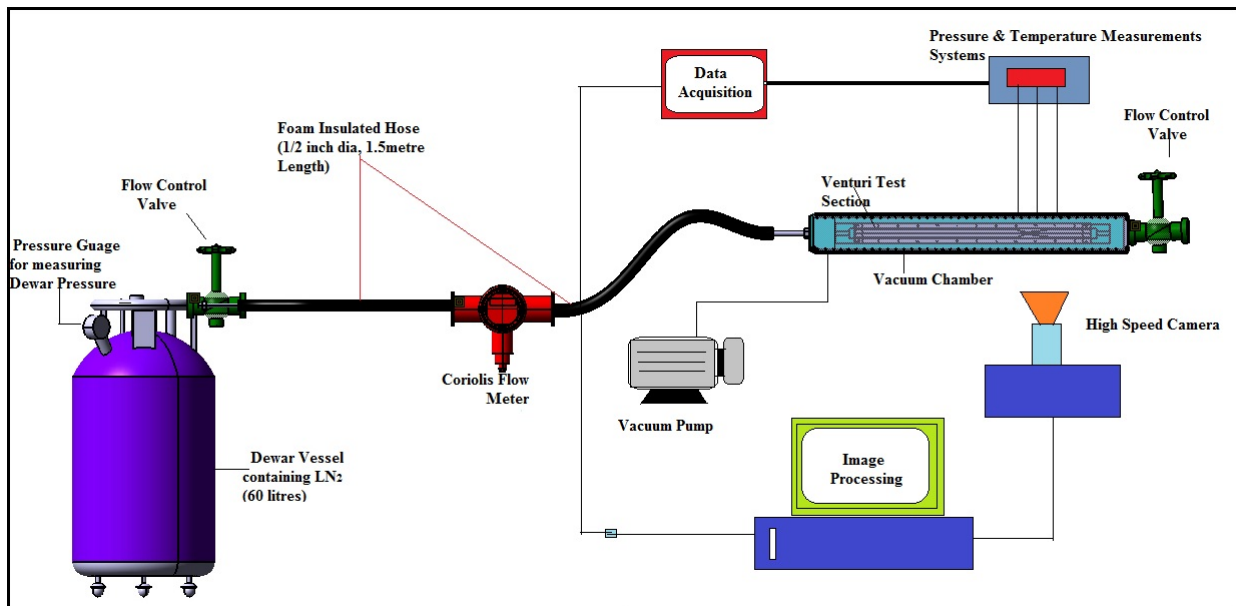 Pressure & Temperature Measurements
Systems
Data
Acquisition
Flow Control
Valve
Foam Insulated Hose
(1/2 inch dia, 1.5metre
Length)
Flow Control
Valve
Venturi Test
Section
Pressure Guage
for measuring
Dewar Pressure
Vacuum Chamber
High Speed Camera
Coriolis Flow
Meter
Vacuum Pump
Dewar Vessel
containing LN2
(60 litres)
Image
Processing